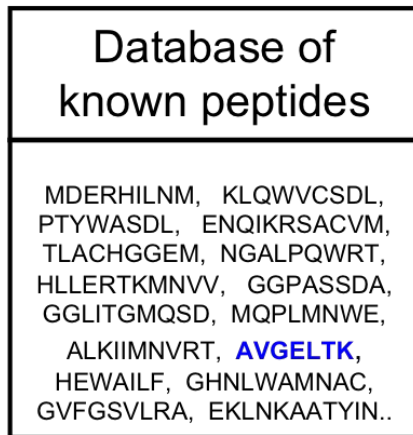 Database of
known peptides
MDERHILNM, KLQWVCSDL,
PTYWASDL, ENQIKRSACVM,
TLACHGGEM, NGALPQWRT,
HLLERTKMNVV, GGPASSDA,
GGLITGMQSD, MQPLMNWE,
ALKIIMNVRT, AVGELTK,
HEWAILF, GHNLWAMNAC,
GVFGSVLRA, EKLNKAATYIN..